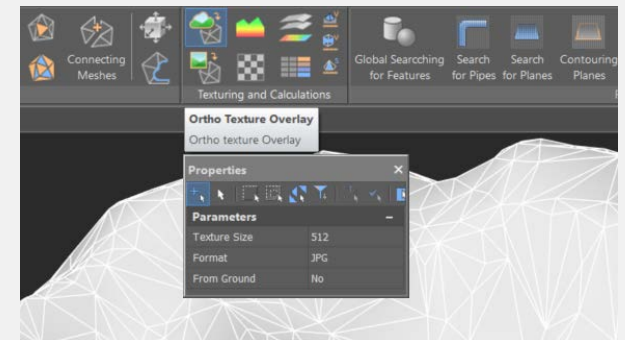 Connecting
Meshes
Texturing and Calculations
Global Searcching
for Features
Search
for Pipes
Search
for Planes
Contouring
Planes
Ortho Texture Overlay
Ortho texture Overlay
Properties
Parameters
Texture Size 512
Format JPG
From Ground No